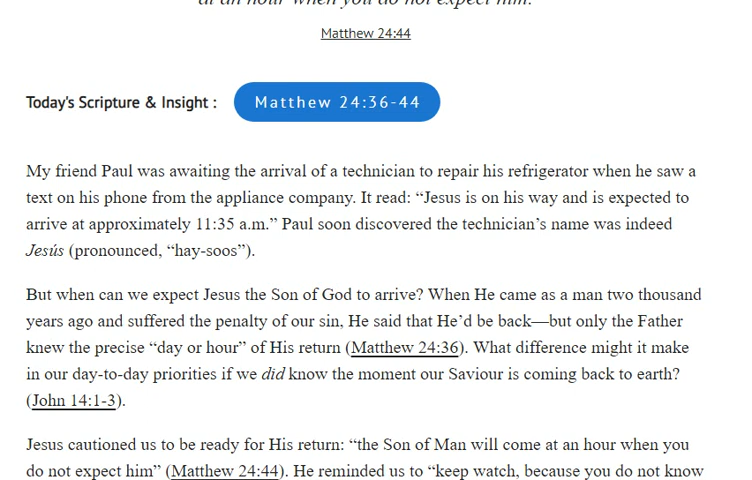 at an hour when you do not expect him."
Matthew 24:44
Today's Scripture & Insight : Matthew 24:36-44
My friend Paul was awaiting the arrival of a technician to repair his refrigerator when he saw a
text on his phone from the appliance company. It read: “Jesus is on his way and is expected to
arrive at approximately 11:35 a.m.” Paul soon discovered the technician’s name was indeed
Jesús (pronounced, “hay-soos”).
But when can we expect Jesus the Son of God to arrive? When He came as a man two thousand
years ago and suffered the penalty of our sin, He said that He’d be back—but only the Father
knew the precise “day or hour” of His return (Matthew 24:36). What difference might it make
in our day-to-day priorities if we did know the moment our Saviour is coming back to earth?
(John 14:1-3).
Jesus cautioned us to be ready for His return: “the Son of Man will come at an hour when you
do not expect him” (Matthew 24:44). He reminded us to “keep watch, because you do not know